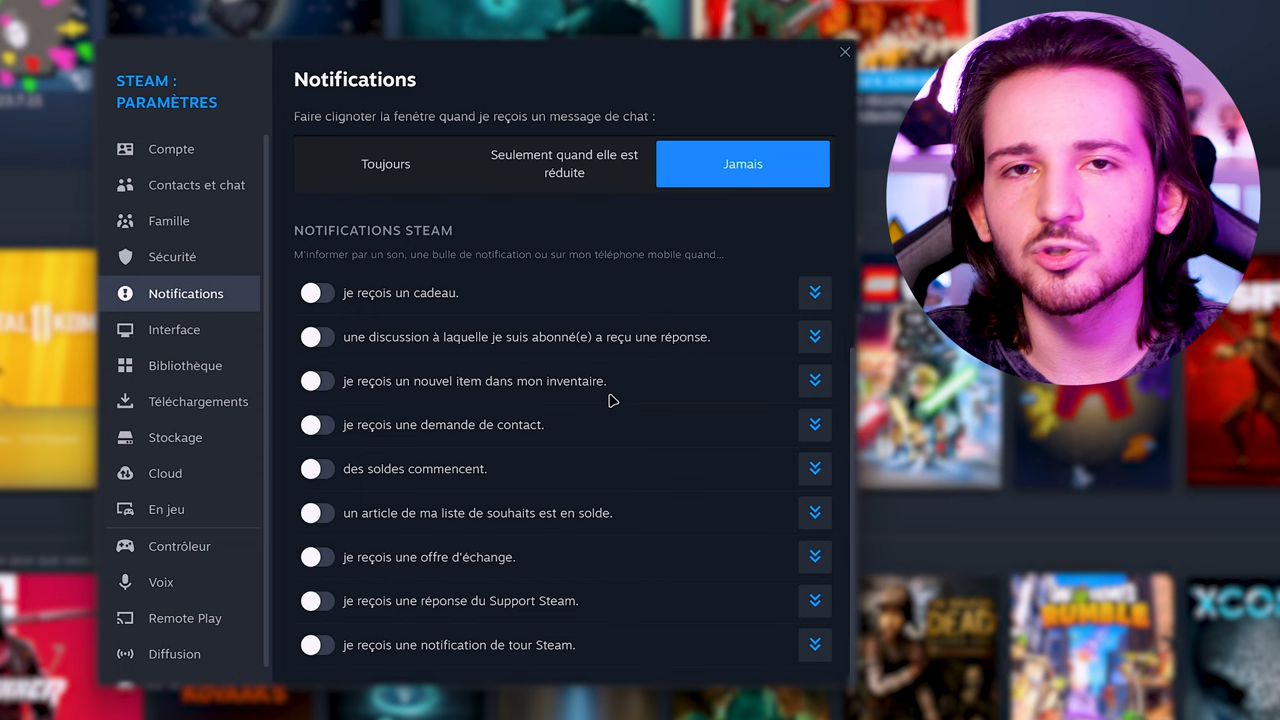 STEAM :
PARAMÈTRES
Compte
Contacts et chat
Famille
Sécurité
Notifications
Interface
Bibliothèque
Téléchargements
Stockage
Cloud
En jeu
Contrôleur
Voix
Remote Play
Diffusion
Notifications
Faire clignoter la fenêtre quand je reçois un message de chat :
Toujours
Seulement quand elle est
réduite
Jamais
NOTIFICATIONS STEAM
M'informer par un son, une bulle de notification ou sur mon téléphone mobile quand…
je reçois un cadeau.
une discussion à laquelle je suis abonné(e) a reçu une réponse.
je reçois un nouvel item dans mon inventaire.
je reçois une demande de contact.
des soldes commencent.
un article de ma liste de souhaits est en solde.
je reçois une offre d'échange.
je reçois une réponse du Support Steam.
je reçois une notification de tour Steam.
DEAD
RUMBLE
XCO